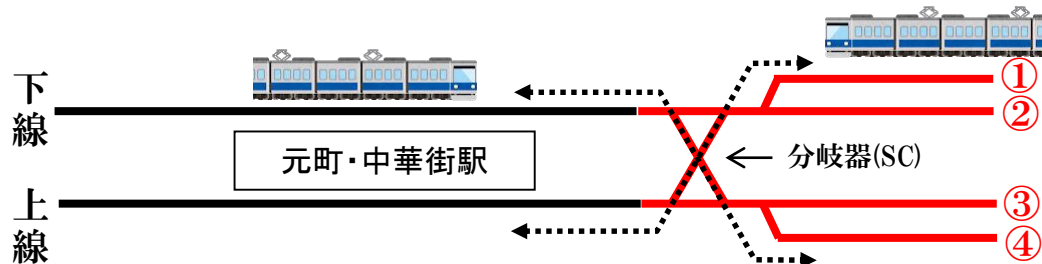 下線
①
②
元町・中華街駅
分岐器(SC)
上線
③
④